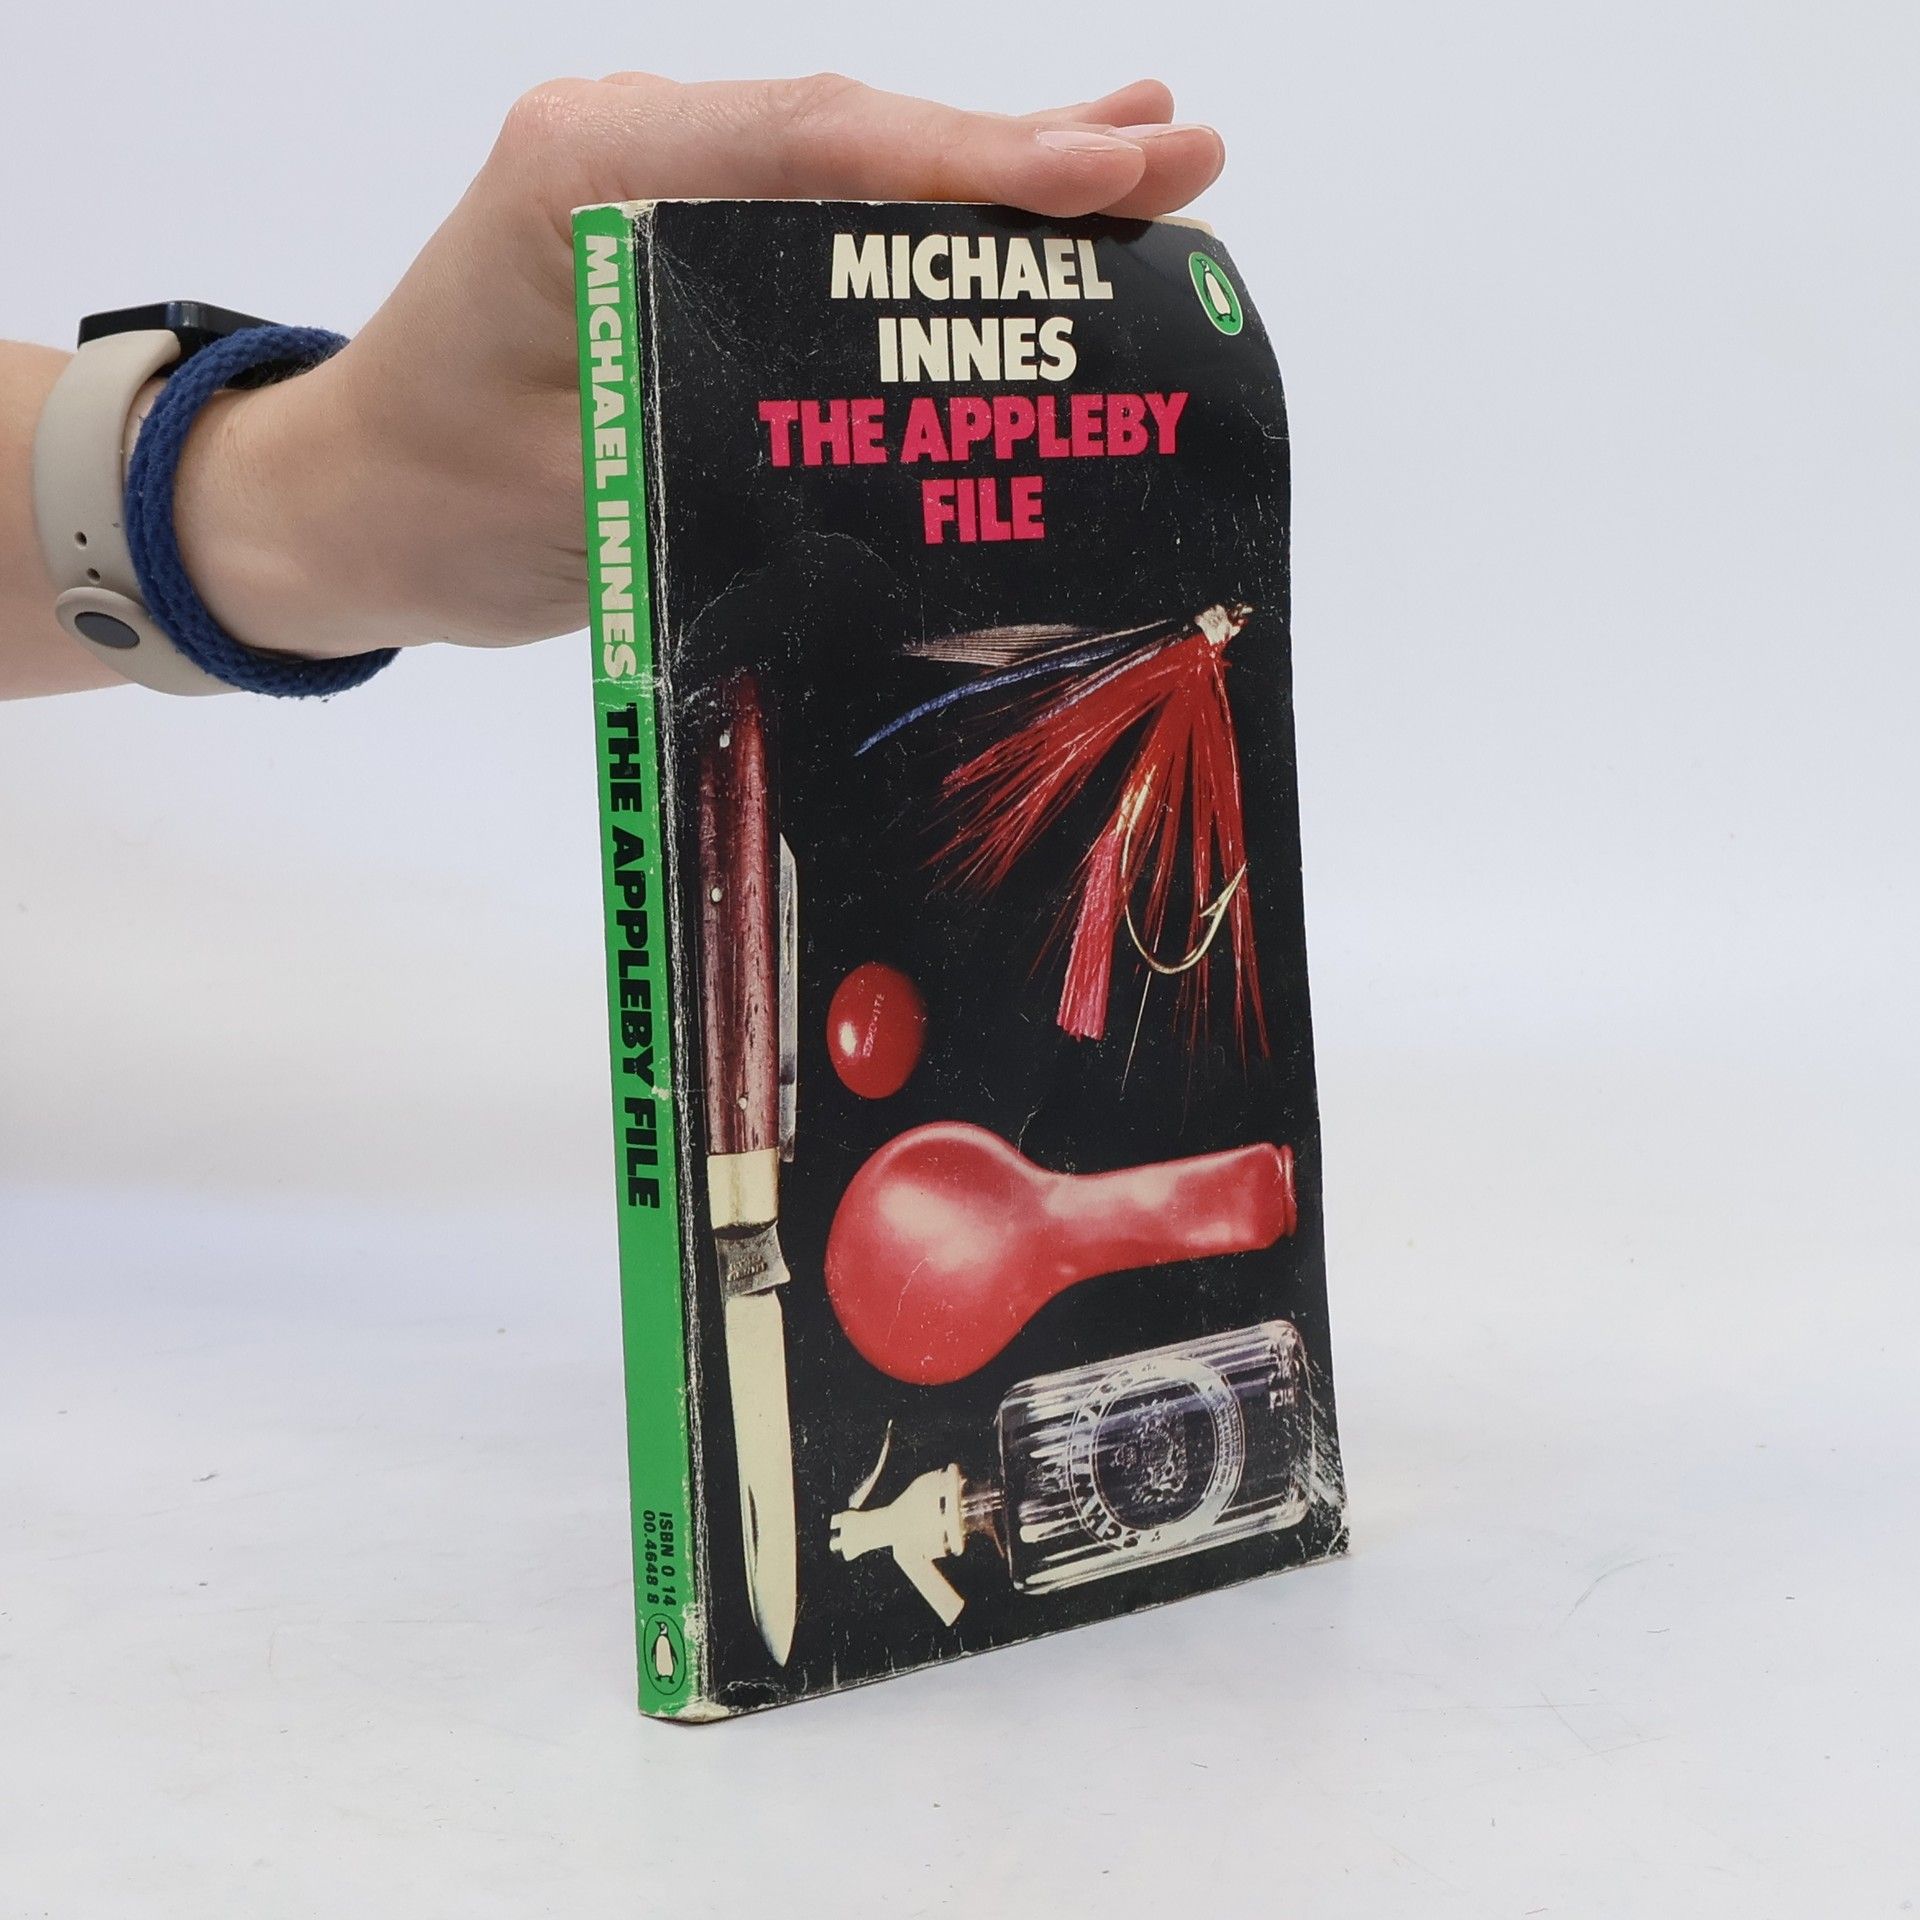 MICHAEL
INNES
THE APPLEBY
FILE
MICHAEL INNES THE APPLEBY FILE
ISBN 0 14
00.4648 8